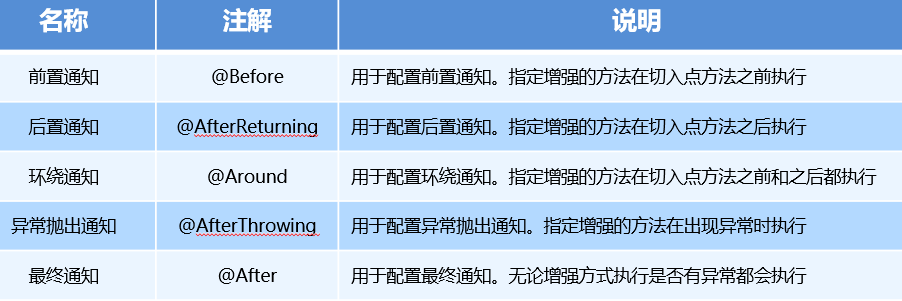 名称 注解 说明
前置通知 @Before 用于配置前置通知。指定增强的方法在切入点方法之前执行
后置通知 @AfterReturning 用于配置后置通知。指定增强的方法在切入点方法之后执行
环绕通知 @Around 用于配置环绕通知。指定增强的方法在切入点方法之前和之后都执行
异常抛出通知 @AfterThrowing 用于配置异常抛出通知。指定增强的方法在出现异常时执行
最终通知 @After 用于配置最终通知。无论增强方式执行是否有异常都会执行